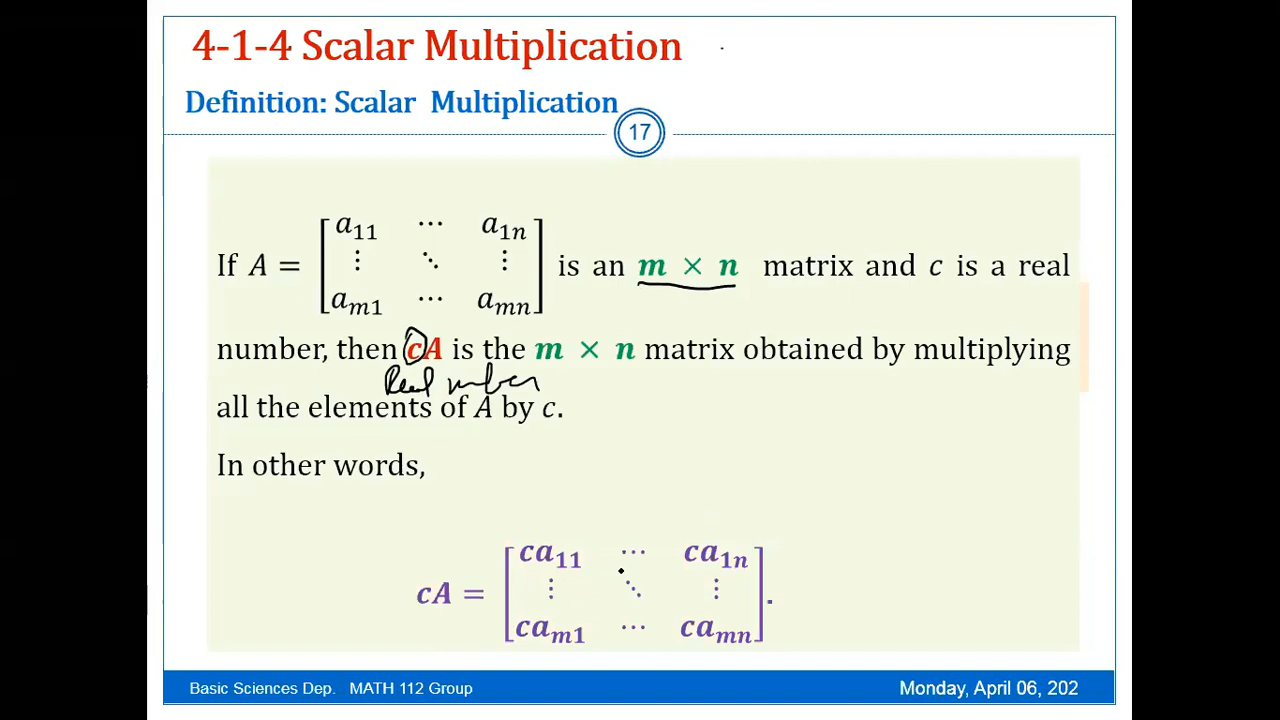 4-1-4 Scalar Multiplication
Definition: Scalar Multiplication
17
If A = [a11 ⋯ a1n
⋮ ⋱ ⋮
am1 ⋯ amn] is an m × n matrix and c is a real
number, then cA is the m × n matrix obtained by multiplying
Real number
all the elements of A by c.
In other words,
cA = [ca11 ⋯ ca1n
⋮ ⋱ ⋮
cam1 ⋯ camn].
Basic Sciences Dep. MATH 112 Group
Monday, April 06, 202